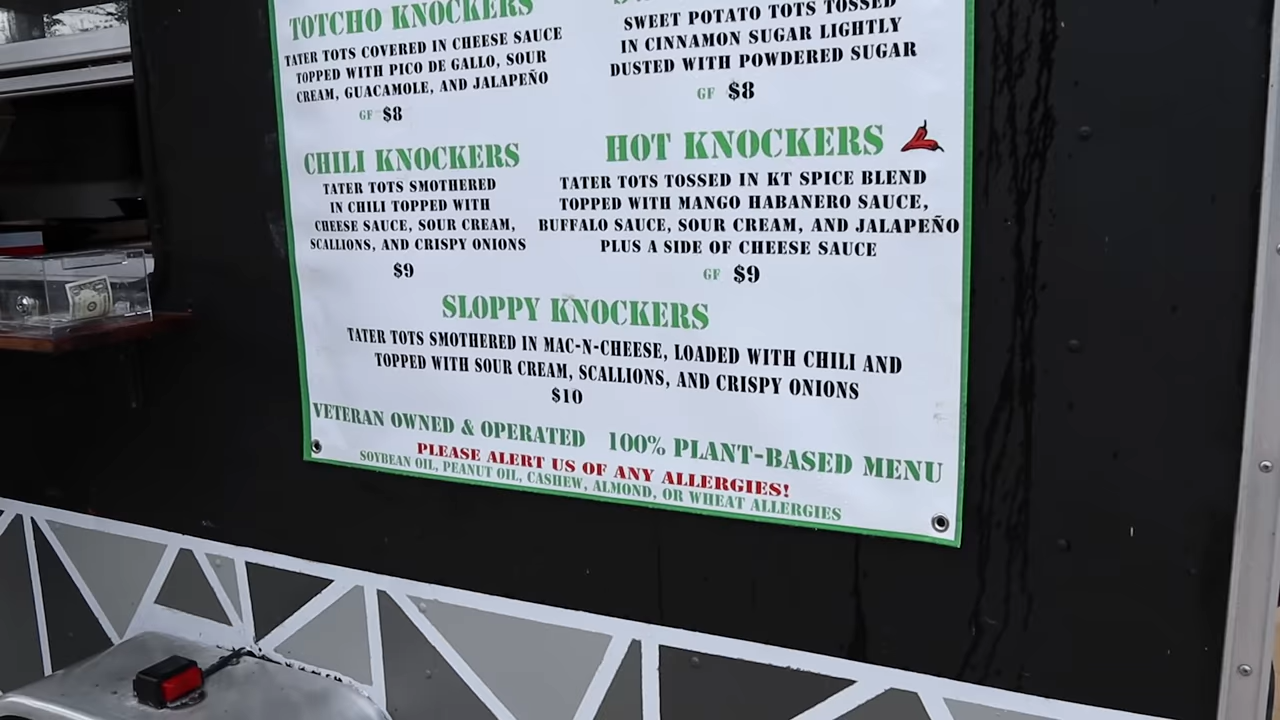 TOTCHO KNOCKERS
TATER TOTS COVERED IN CHEESE SAUCE
TOPPED WITH PICO DE GALLO, SOUR
CREAM, GUACAMOLE, AND JALAPEÑO
GF $8
SWEET POTATO TOTS TOSSED
IN CINNAMON SUGAR LIGHTLY
DUSTED WITH POWDERED SUGAR
GF $8
CHILI KNOCKERS
TATER TOTS SMOTHERED
IN CHILI TOPPED WITH
CHEESE SAUCE, SOUR CREAM,
SCALLIONS, AND CRISPY ONIONS
$9
HOT KNOCKERS
TATER TOTS TOSSED IN KT SPICE BLEND
TOPPED WITH MANGO HABANERO SAUCE,
BUFFALO SAUCE, SOUR CREAM, AND JALAPEÑO
PLUS A SIDE OF CHEESE SAUCE
GF $9
SLOPPY KNOCKERS
TATER TOTS SMOTHERED IN MAC-N-CHEESE, LOADED WITH CHILI AND
TOPPED WITH SOUR CREAM, SCALLIONS, AND CRISPY ONIONS
$10
VETERAN OWNED & OPERATED 100% PLANT-BASED MENU
PLEASE ALERT US OF ANY ALLERGIES!
SOYBEAN OIL, PEANUT OIL, CASHEW, ALMOND, OR WHEAT ALLERGIES